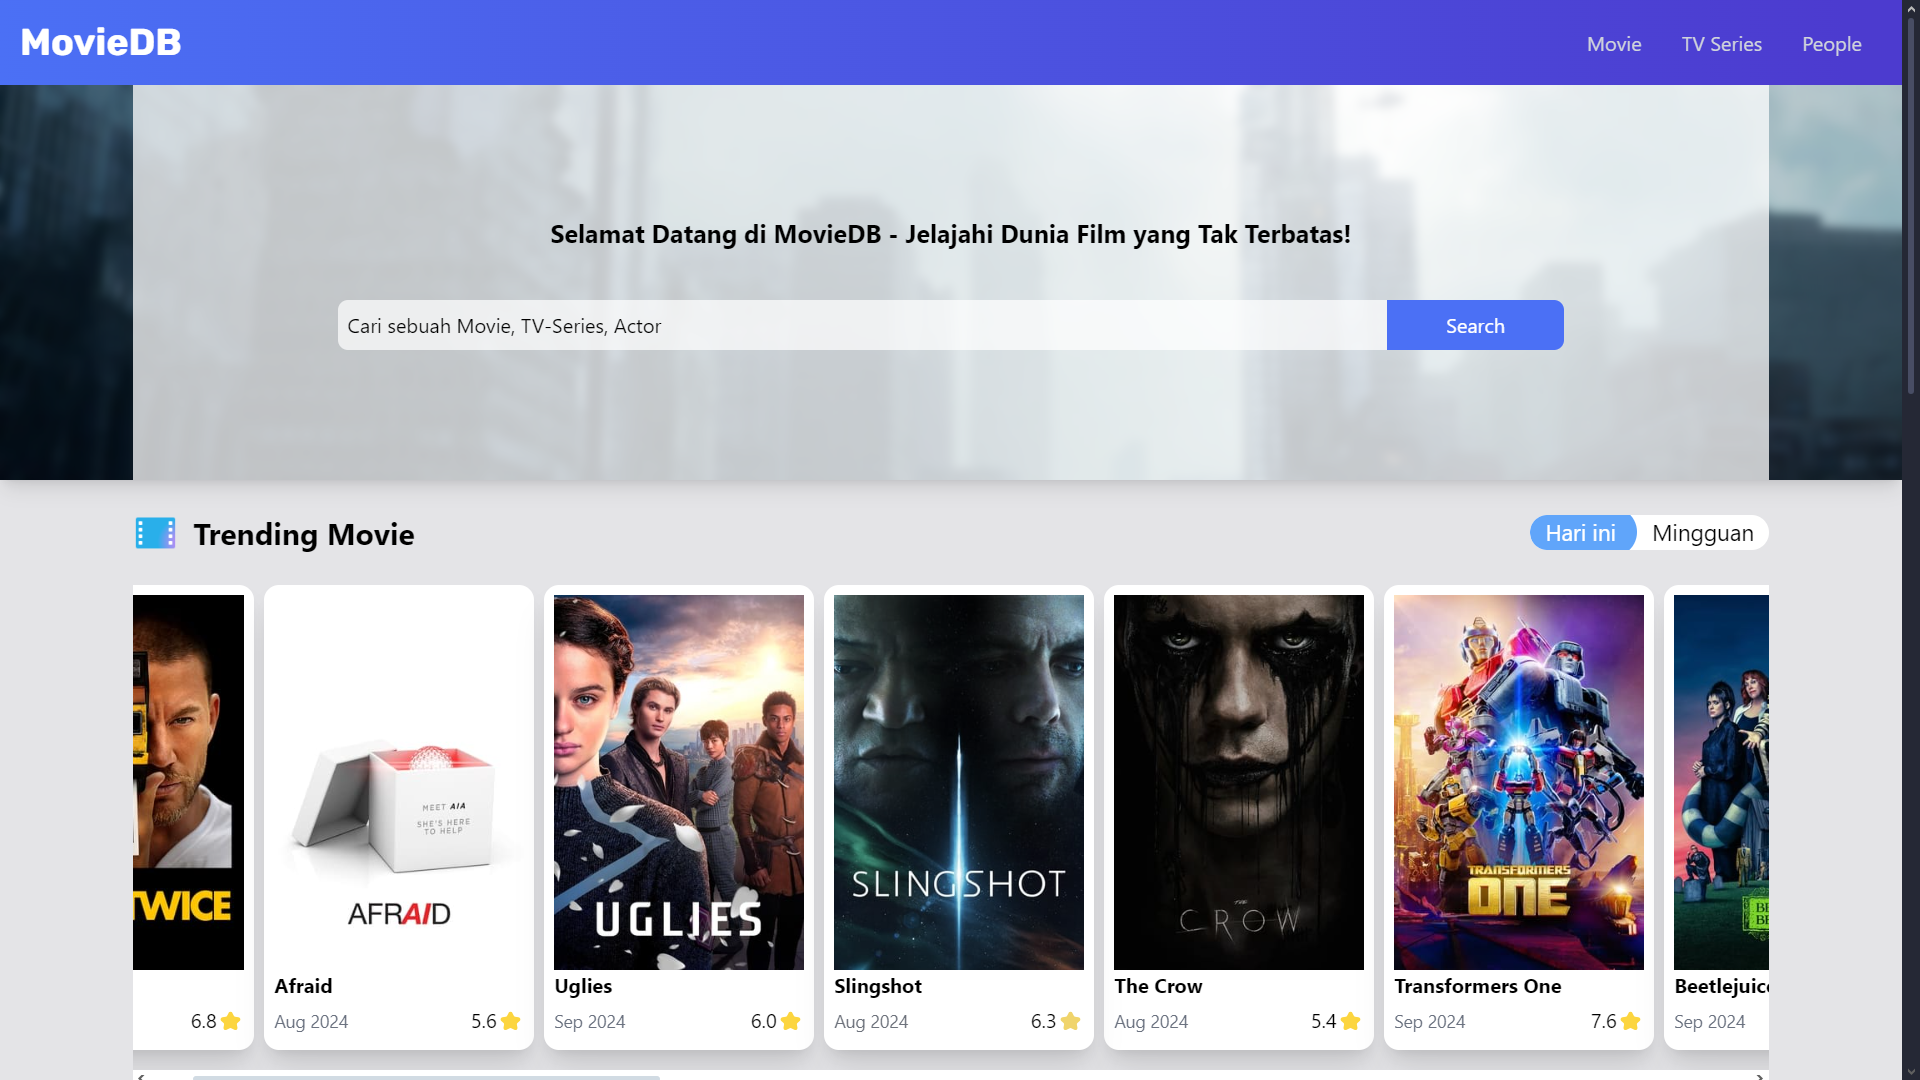 MovieDB
Movie TV Series People
Selamat Datang di MovieDB - Jelajahi Dunia Film yang Tak Terbatas!
Cari sebuah Movie, TV-Series, Actor
Search
Trending Movie
Hari ini Mingguan
TWICE
6.8
MEET AIA
SHE'S HERE
TO HELP
AFRAID
Afraid
Aug 2024 5.6
UGLIES
Uglies
Sep 2024 6.0
SLINGSHOT
Slingshot
Aug 2024 6.3
THE
CROW
The Crow
Aug 2024 5.4
TRANSFORMERS
ONE
Transformers One
Sep 2024 7.6
BE
BE
Beetlejuic
Sep 2024